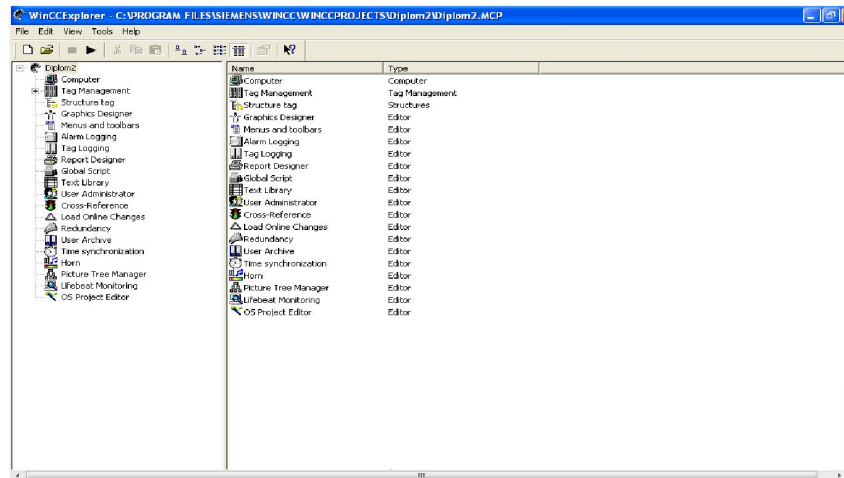 WinCCExplorer - C:\PROGRAM FILES\SIEMENS\WINCC\WINCCPROJECTS\Diplom2\Diplom2.MCP
File Edit View Tools Help
Diplom2
Computer
Tag Management
Structure tag
Graphics Designer
Menus and toolbars
Alarm Logging
Tag Logging
Report Designer
Global Script
Text Library
User Administrator
Cross-Reference
Load Online Changes
Redundancy
User Archive
Time synchronization
Horn
Picture Tree Manager
Lifebeat Monitoring
OS Project Editor
Name Type
Computer Computer
Tag Management Tag Management
Structure tag Structures
Graphics Designer Editor
Menus and toolbars Editor
Alarm Logging Editor
Tag Logging Editor
Report Designer Editor
Global Script Editor
Text Library Editor
User Administrator Editor
Cross-Reference Editor
Load Online Changes Editor
Redundancy Editor
User Archive Editor
Time synchronization Editor
Horn Editor
Picture Tree Manager Editor
Lifebeat Monitoring Editor
OS Project Editor Editor